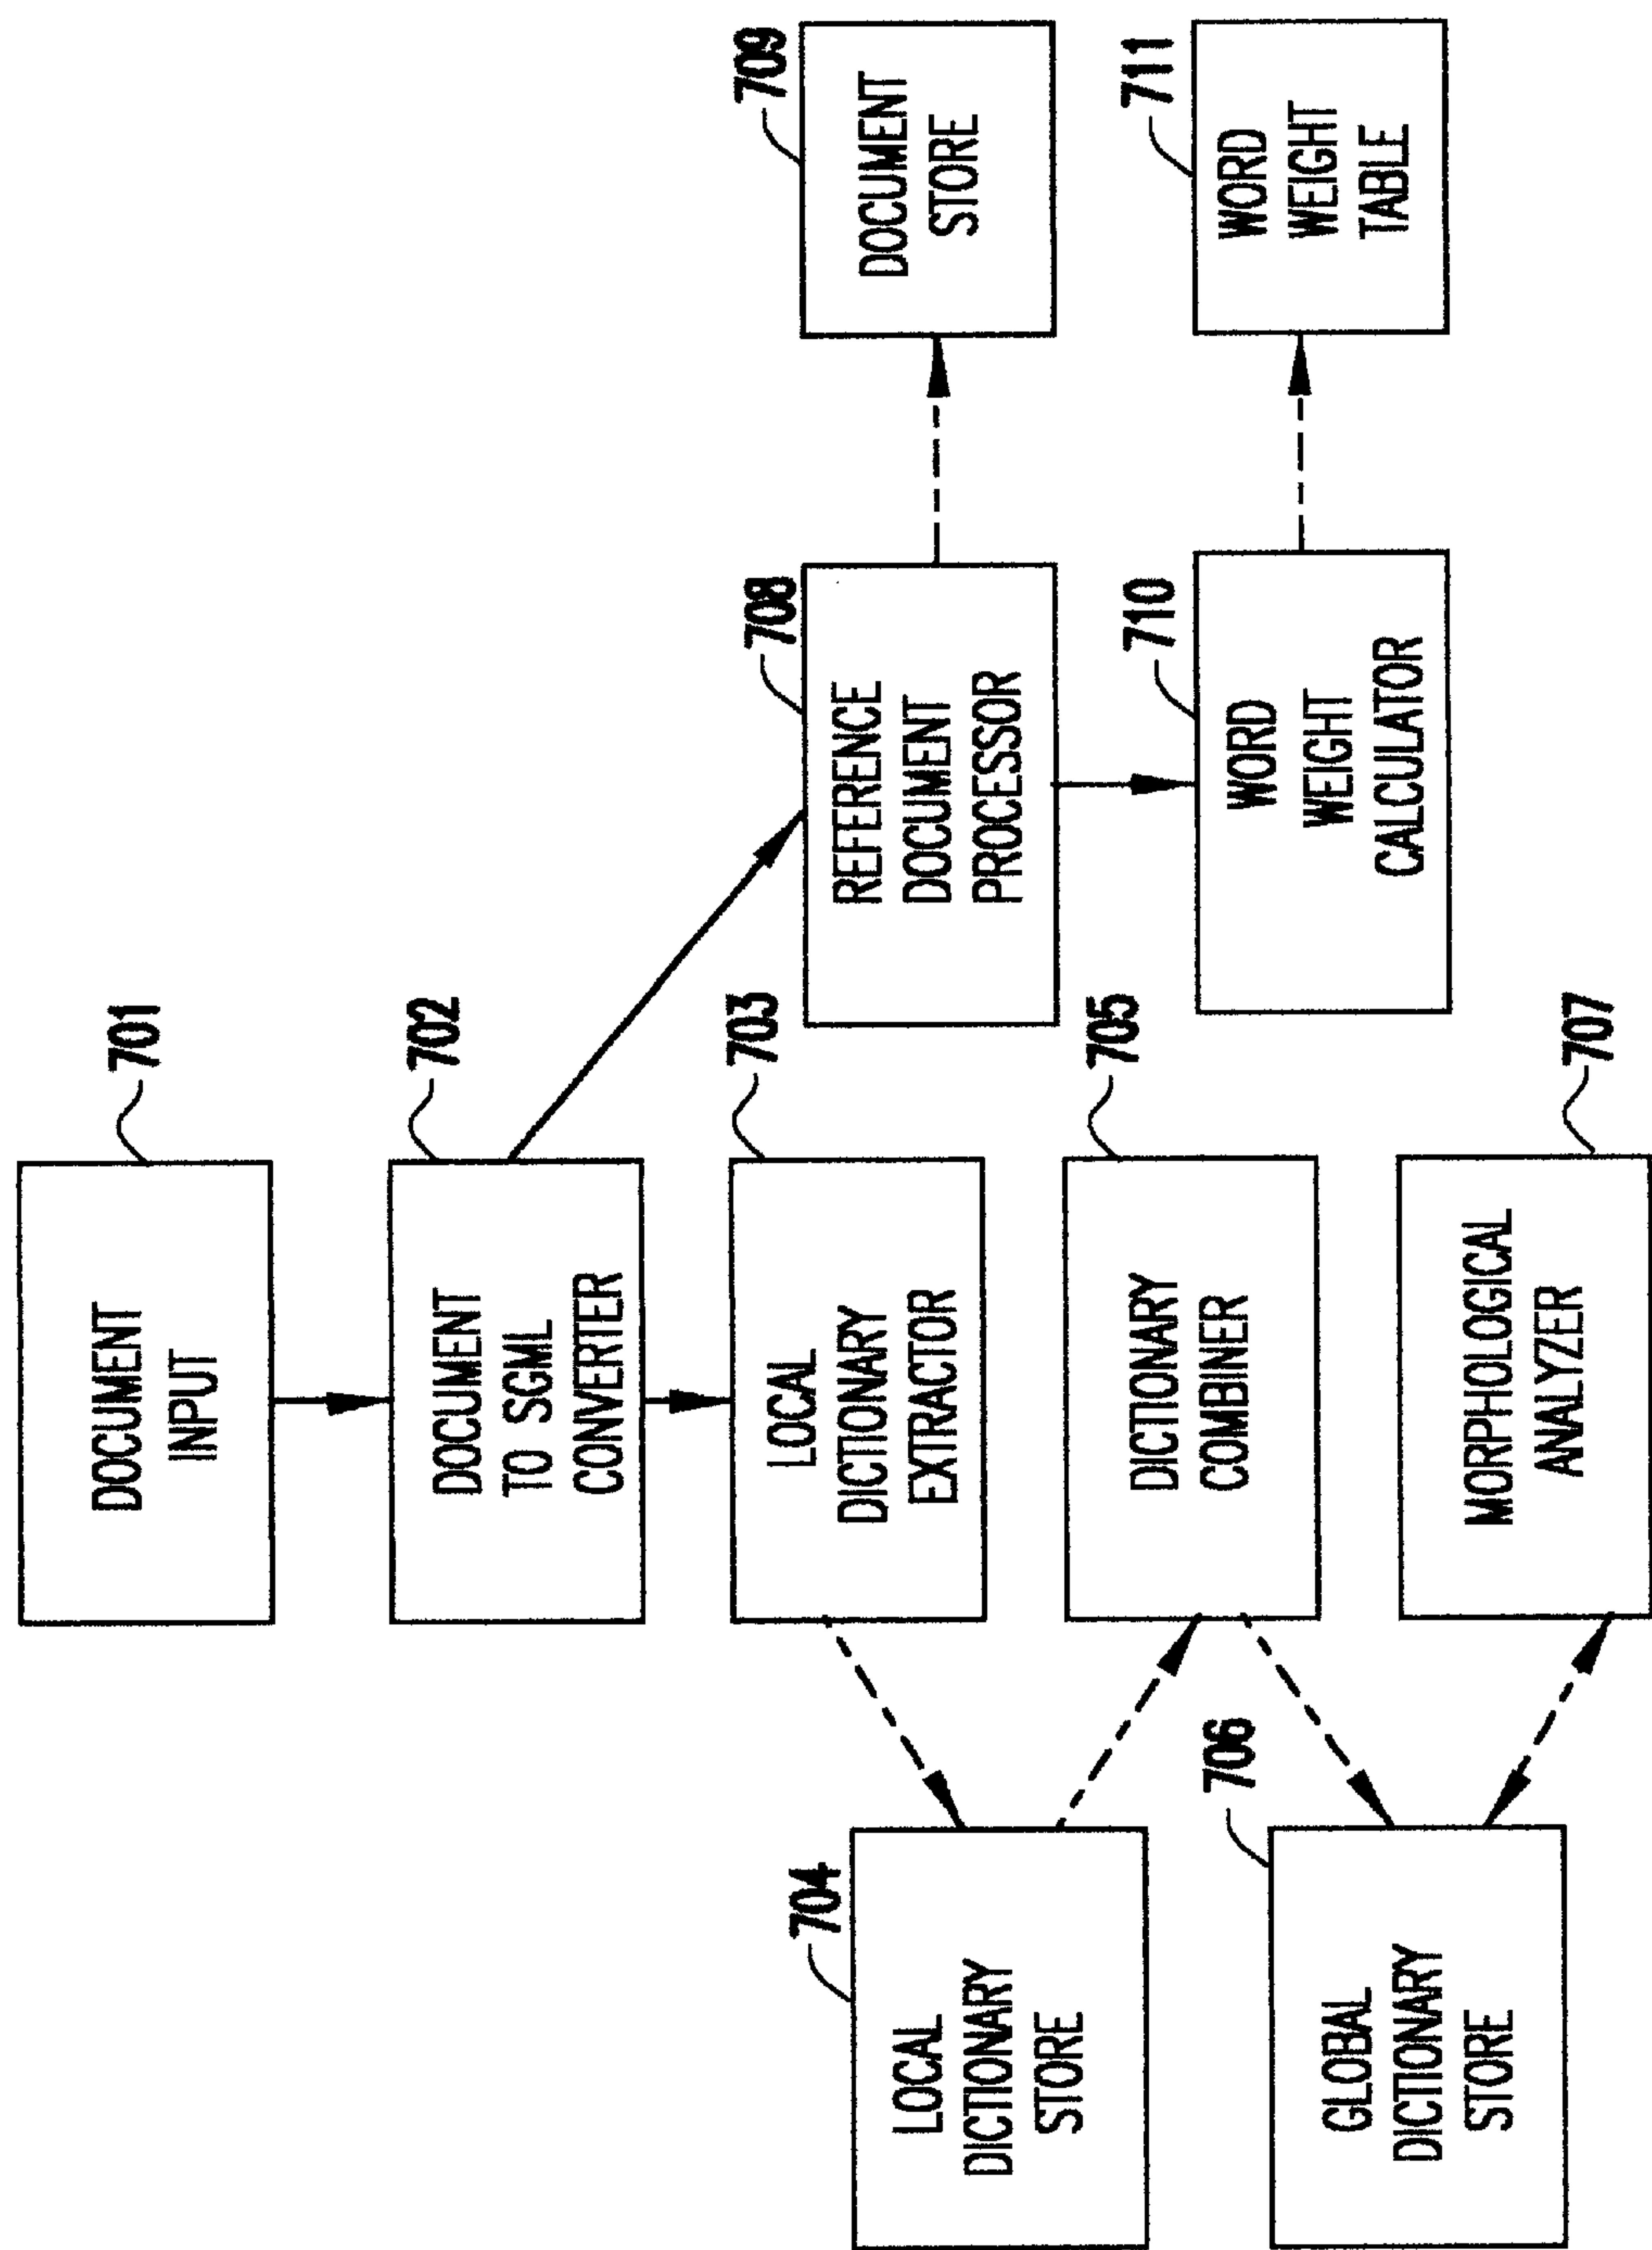 701
DOCUMENT
INPUT
702
DOCUMENT
TO SGML
CONVERTER
703
LOCAL
DICTIONARY
EXTRACTOR
704
LOCAL
DICTIONARY
STORE
705
DICTIONARY
COMBINER
706
GLOBAL
DICTIONARY
STORE
707
MORPHOLOGICAL
ANALYZER
708
REFERENCE
DOCUMENT
PROCESSOR
709
DOCUMENT
STORE
710
WORD
WEIGHT
CALCULATOR
711
WORD
WEIGHT
TABLE